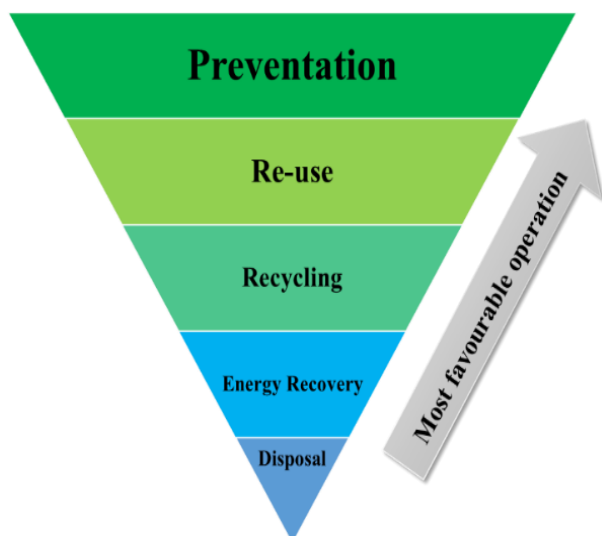 Preventation
Re-use
Recycling
Energy Recovery
Disposal
Most favourable operation